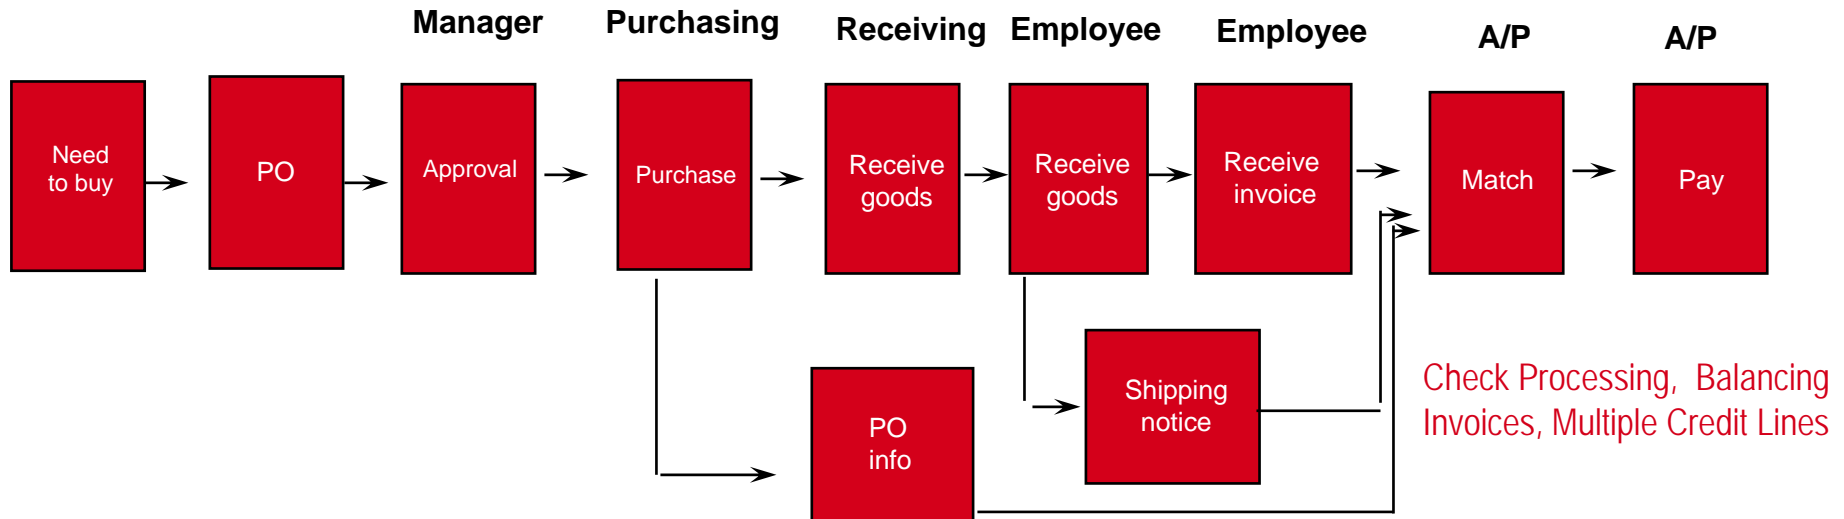 Manager
Purchasing
Receiving
Employee
Employee
A/P
A/P
Need
to buy
PO
Approval
Purchase
Receive
goods
Receive
goods
Receive
invoice
Match
Pay
PO
info
Shipping
notice
Check Processing, Balancing
Invoices, Multiple Credit Lines